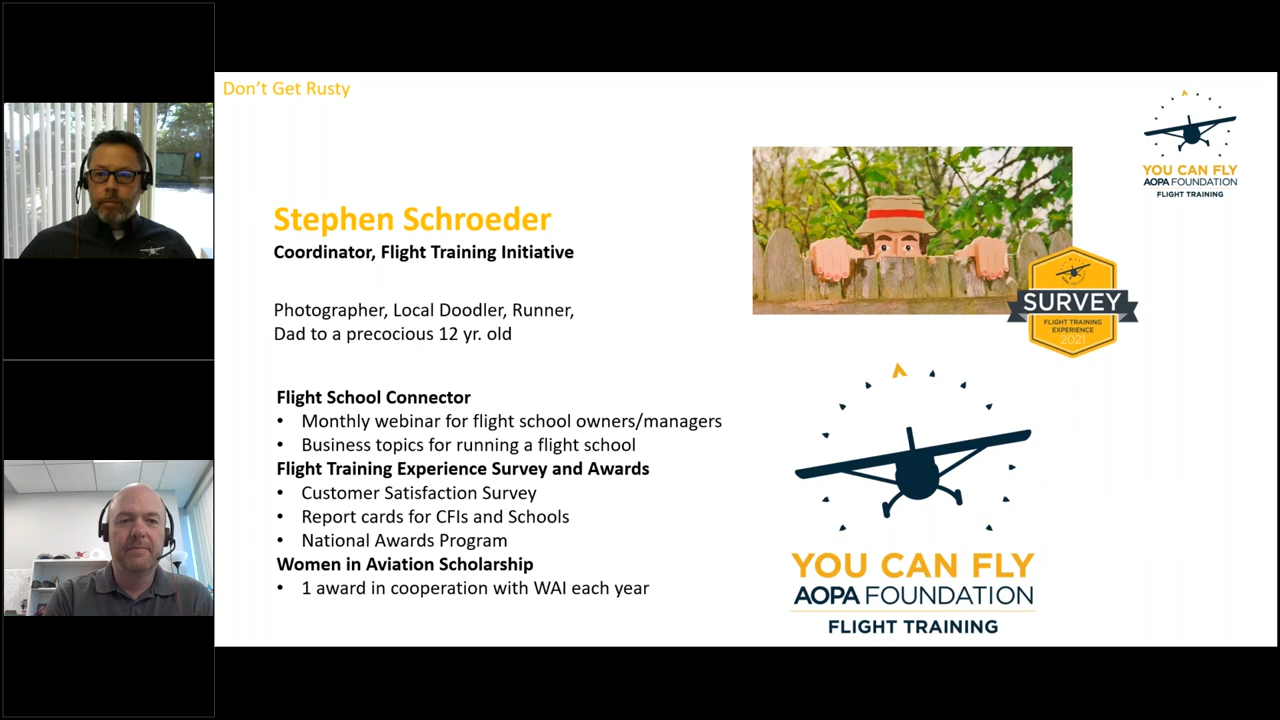 Don't Get Rusty
Stephen Schroeder
Coordinator, Flight Training Initiative
Photographer, Local Doodler, Runner,
Dad to a precocious 12 yr. old
Flight School Connector
• Monthly webinar for flight school owners/managers
• Business topics for running a flight school
Flight Training Experience Survey and Awards
• Customer Satisfaction Survey
• Report cards for CFIs and Schools
• National Awards Program
Women in Aviation Scholarship
• 1 award in cooperation with WAI each year
YOU CAN FLY
AOPA FOUNDATION
FLIGHT TRAINING
SURVEY
FLIGHT TRAINING
EXPERIENCE
2021
YOU CAN FLY
AOPA FOUNDATION
FLIGHT TRAINING